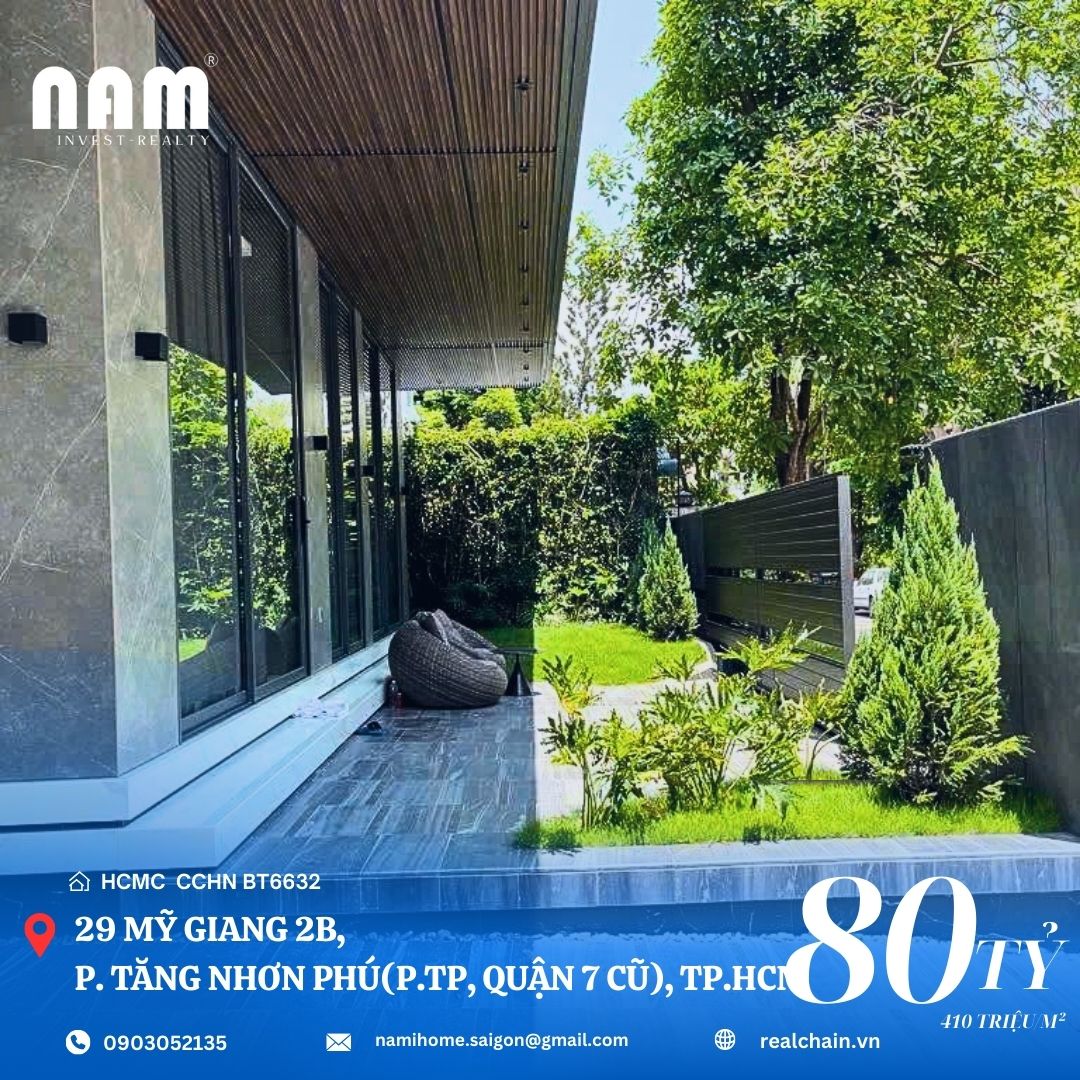 NAM®
INVEST-REALTY
HCMC CCHN BT6632
29 MỸ GIANG 2B,
P. TĂNG NHƠN PHÚ(P.TP, QUẬN 7 CŨ), TP.HCM
80 TỶ
410 TRIỆU/M²
0903052135
namihome.saigon@gmail.com
realchain.vn